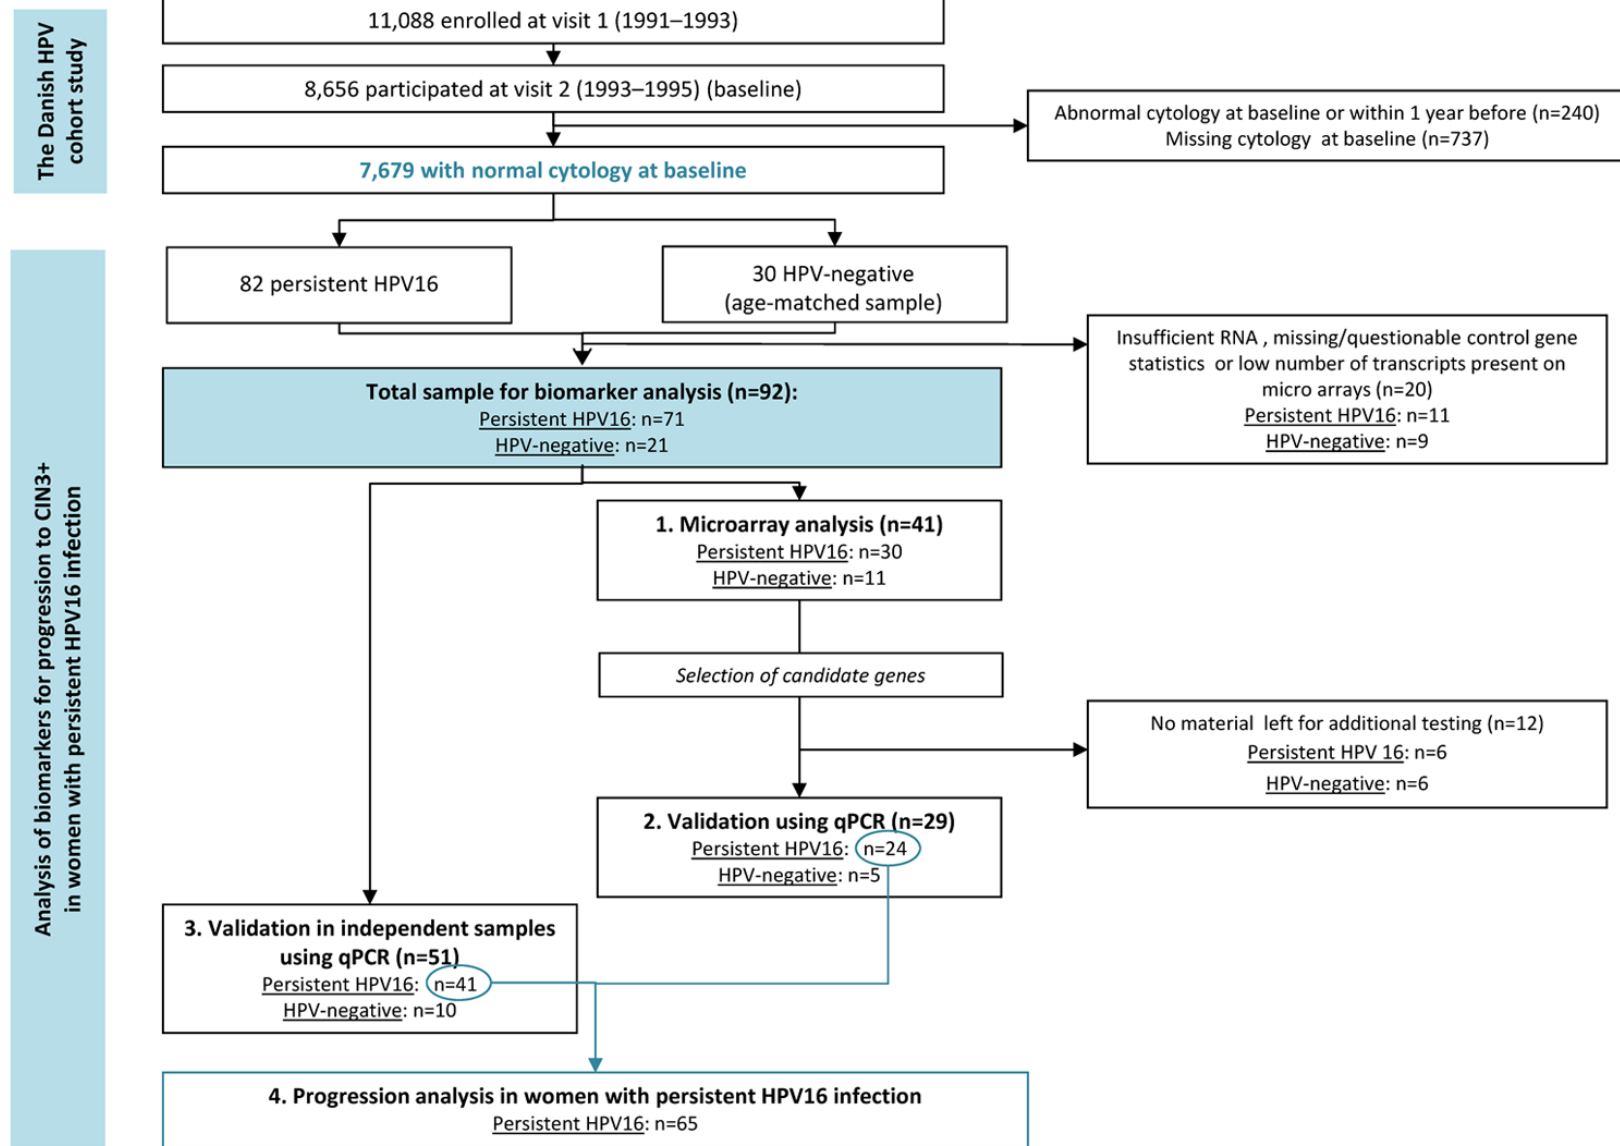 The Danish HPV
cohort study
11,088 enrolled at visit 1 (1991–1993)
8,656 participated at visit 2 (1993–1995) (baseline)
Abnormal cytology at baseline or within 1 year before (n=240)
Missing cytology at baseline (n=737)
7,679 with normal cytology at baseline
Analysis of biomarkers for progression to CIN3+
in women with persistent HPV16 infection
82 persistent HPV16
30 HPV-negative
(age-matched sample)
Insufficient RNA , missing/questionable control gene
statistics or low number of transcripts present on
micro arrays (n=20)
Persistent HPV16: n=11
HPV-negative: n=9
Total sample for biomarker analysis (n=92):
Persistent HPV16: n=71
HPV-negative: n=21
1. Microarray analysis (n=41)
Persistent HPV16: n=30
HPV-negative: n=11
Selection of candidate genes
No material left for additional testing (n=12)
Persistent HPV 16: n=6
HPV-negative: n=6
2. Validation using qPCR (n=29)
Persistent HPV16: n=24
HPV-negative: n=5
3. Validation in independent samples
using qPCR (n=51)
Persistent HPV16: n=41
HPV-negative: n=10
4. Progression analysis in women with persistent HPV16 infection
Persistent HPV16: n=65